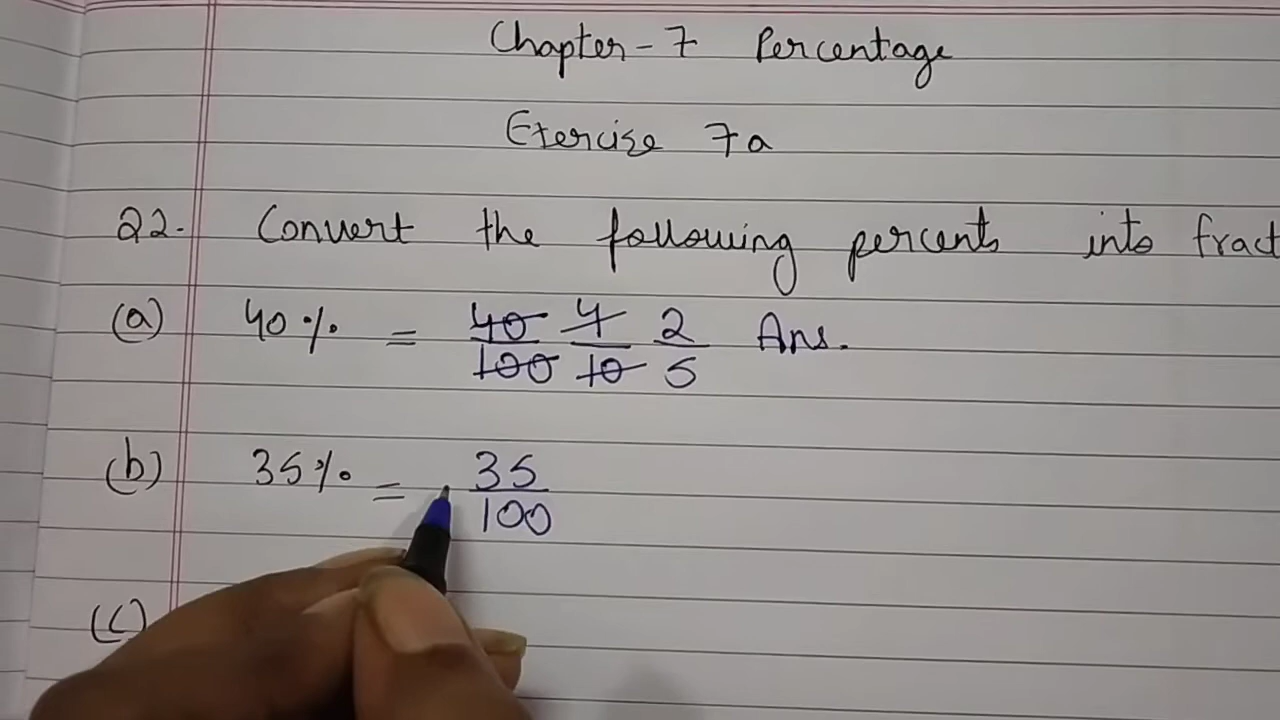 Chapter-7 Percentage
Exercise 7a
22. Convert the following percents into fract
(a) 40% = 40/100 4/10 2/5 Ans.
(b) 35% = 35/100
(c)